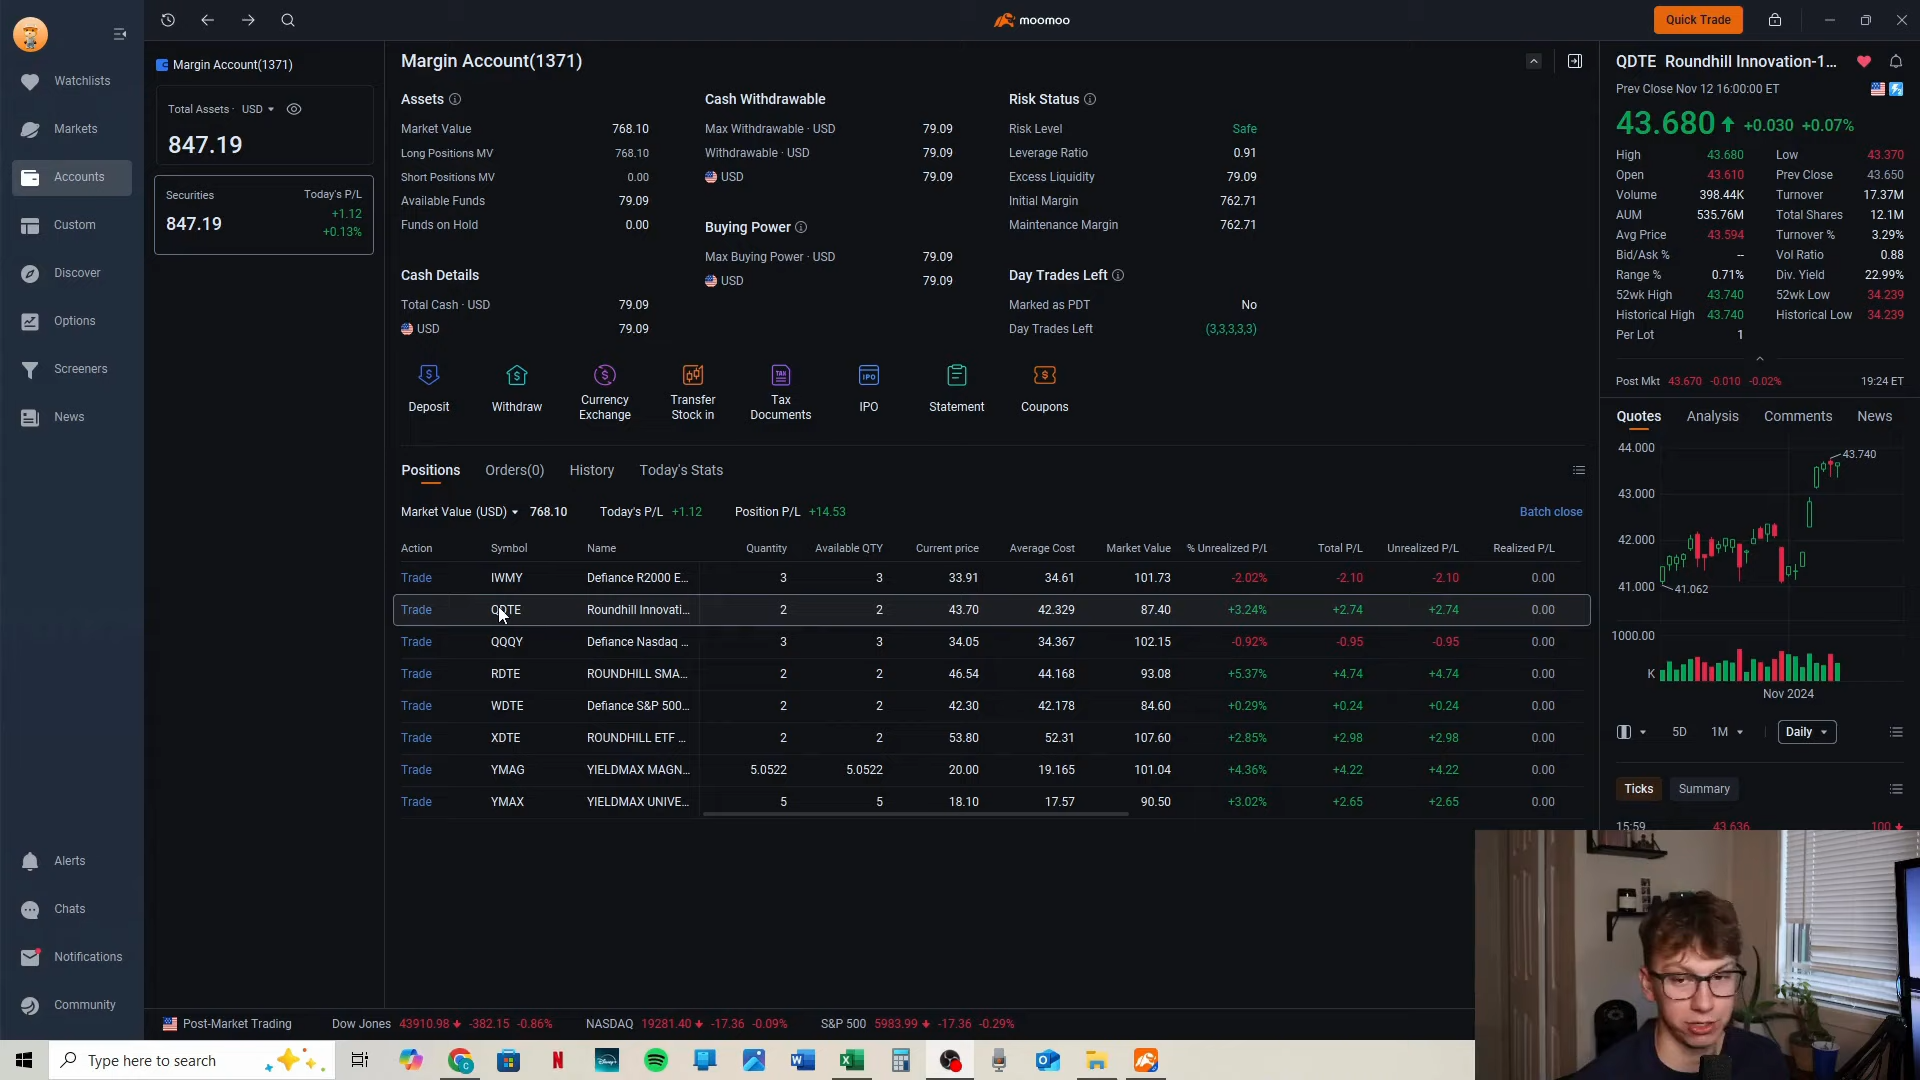 moomoo
Quick Trade
Watchlists
Markets
Accounts
Custom
Discover
Options
Screeners
News
Alerts
Chats
Notifications
Community
Margin Account(1371)
Total Assets · USD
847.19
Securities Today's P/L
847.19 +1.12
+0.13%
Margin Account(1371)
Assets
Market Value 768.10
Long Positions MV 768.10
Short Positions MV 0.00
Available Funds 79.09
Funds on Hold 0.00
Cash Details
Total Cash · USD 79.09
USD 79.09
Cash Withdrawable
Max Withdrawable · USD 79.09
Withdrawable · USD 79.09
USD 79.09
Buying Power
Max Buying Power · USD 79.09
USD 79.09
Risk Status
Risk Level Safe
Leverage Ratio 0.91
Excess Liquidity 79.09
Initial Margin 762.71
Maintenance Margin 762.71
Day Trades Left
Marked as PDT No
Day Trades Left (3,3,3,3,3)
Deposit
Withdraw
Currency
Exchange
Transfer
Stock in
TAX
Tax
Documents
IPO
IPO
Statement
Coupons
Positions Orders(0) History Today's Stats
Market Value (USD) 768.10 Today's P/L +1.12 Position P/L +14.53 Batch close
Action Symbol Name Quantity Available QTY Current price Average Cost Market Value % Unrealized P/L Total P/L Unrealized P/L Realized P/L
Trade IWMY Defiance R2000 E... 3 3 33.91 34.61 101.73 -2.02% -2.10 -2.10 0.00
Trade QDTE Roundhill Innovati... 2 2 43.70 42.329 87.40 +3.24% +2.74 +2.74 0.00
Trade QQQY Defiance Nasdaq ... 3 3 34.05 34.367 102.15 -0.92% -0.95 -0.95 0.00
Trade RDTE ROUNDHILL SMA... 2 2 46.54 44.168 93.08 +5.37% +4.74 +4.74 0.00
Trade WDTE Defiance S&P 500... 2 2 42.30 42.178 84.60 +0.29% +0.24 +0.24 0.00
Trade XDTE ROUNDHILL ETF ... 2 2 53.80 52.31 107.60 +2.85% +2.98 +2.98 0.00
Trade YMAG YIELDMAX MAGN... 5.0522 5.0522 20.00 19.165 101.04 +4.36% +4.22 +4.22 0.00
Trade YMAX YIELDMAX UNIVE... 5 5 18.10 17.57 90.50 +3.02% +2.65 +2.65 0.00
QDTE Roundhill Innovation-1...
Prev Close Nov 12 16:00:00 ET
43.680 +0.030 +0.07%
High 43.680 Low 43.370
Open 43.610 Prev Close 43.650
Volume 398.44K Turnover 17.37M
AUM 535.76M Total Shares 12.1M
Avg Price 43.594 Turnover % 3.29%
Bid/Ask % -- Vol Ratio 0.88
Range % 0.71% Div. Yield 22.99%
52wk High 43.740 52wk Low 34.239
Historical High 43.740 Historical Low 34.239
Per Lot 1
Post Mkt 43.670 -0.010 -0.02% 19:24 ET
Quotes Analysis Comments News
44.000
43.740
43.000
42.000
41.000
41.062
1000.00
K
Nov 2024
5D 1M Daily
Ticks Summary
15:59 43.636 100
Post-Market Trading Dow Jones 43910.98 -382.15 -0.86% NASDAQ 19281.40 -17.36 -0.09% S&P 500 5983.99 -17.36 -0.29%
Type here to search